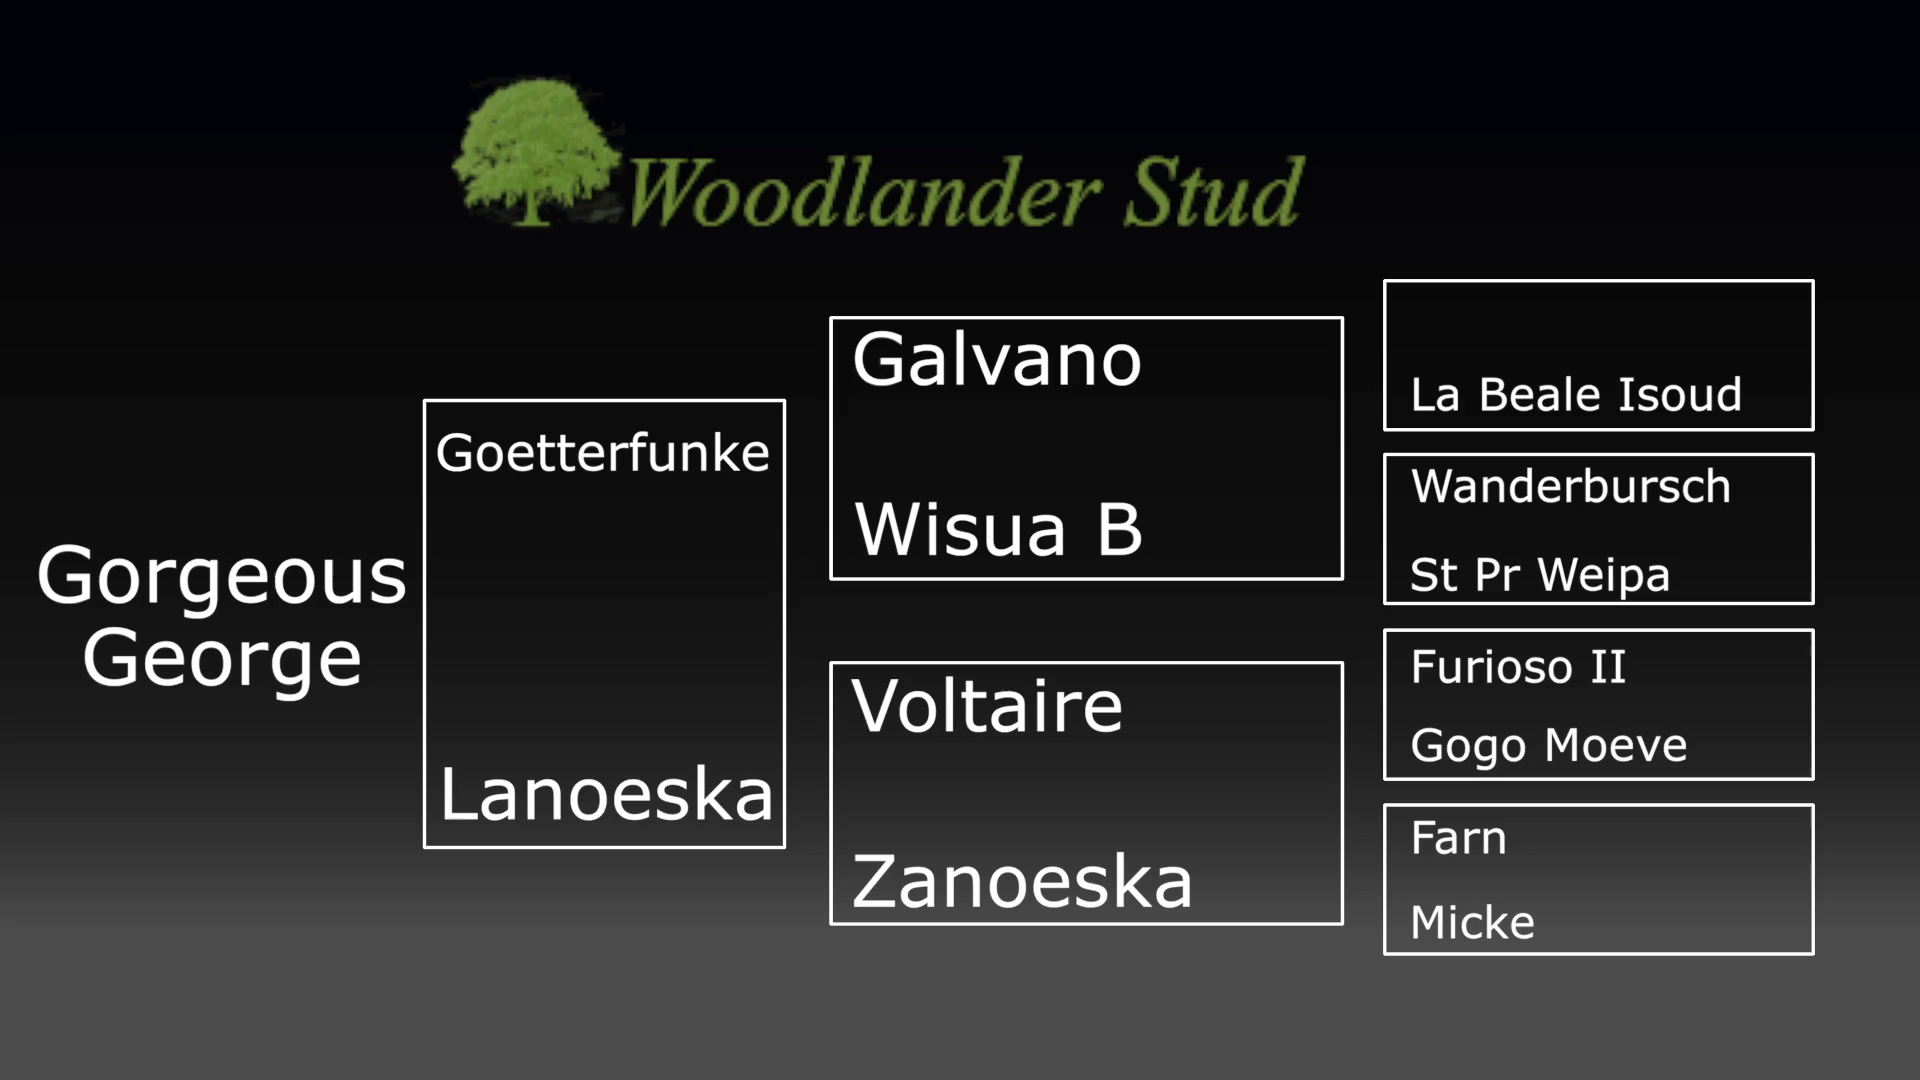 Woodlander Stud
Gorgeous
George
Goetterfunke
Lanoeska
Galvano
Wisua B
Voltaire
Zanoeska
La Beale Isoud
Wanderbursch
St Pr Weipa
Furioso II
Gogo Moeve
Farn
Micke